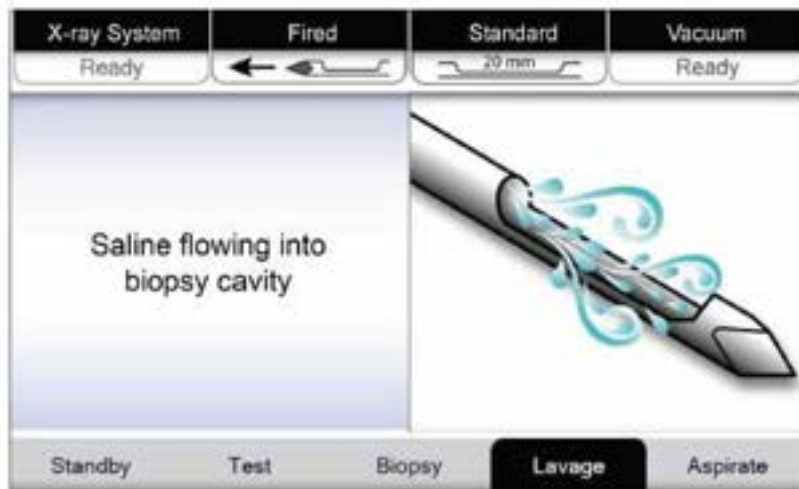 X-ray System Fired Standard Vacuum
Ready 20 mm Ready
Saline flowing into
biopsy cavity
Standby Test Biopsy Lavage Aspirate